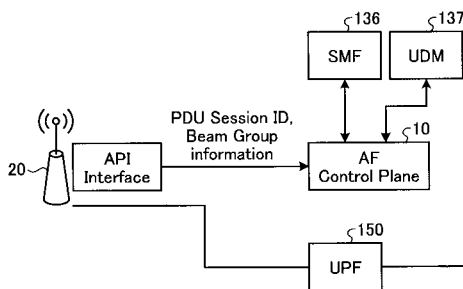 136
137
SMF
UDM
PDU Session ID,
Beam Group
information
10
20
API
Interface
AF
Control Plane
150
UPF